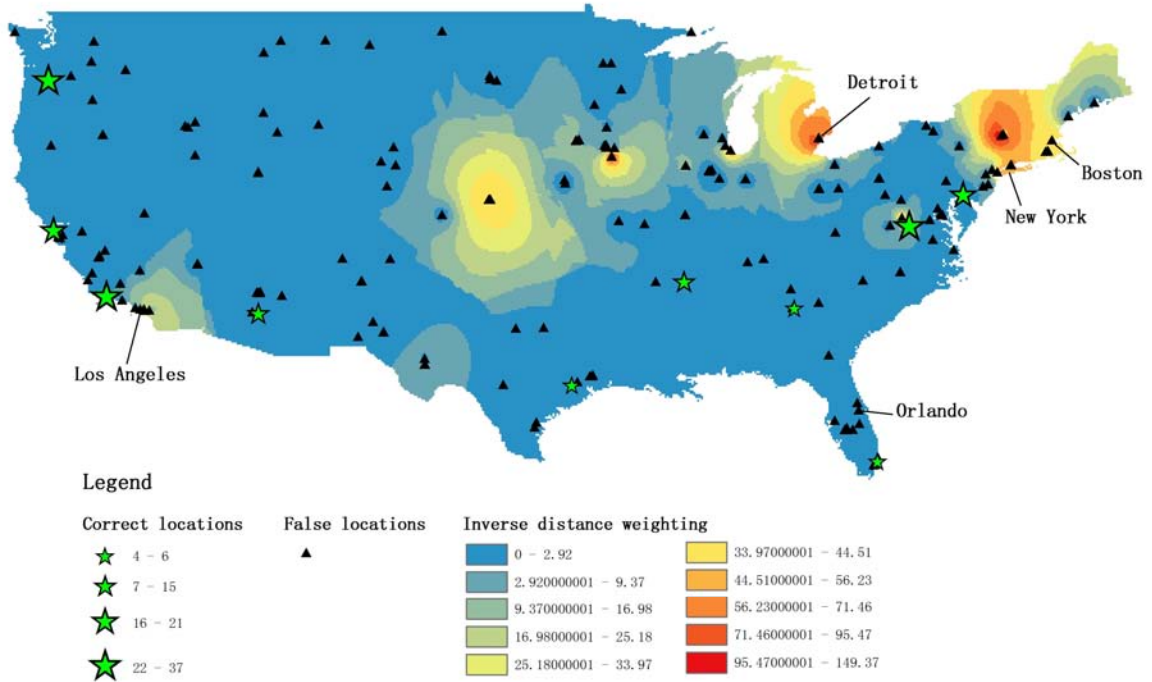 Detroit
Boston
New York
Los Angeles
Orlando
Legend
Correct locations
4 - 6
7 - 15
16 - 21
22 - 37
False locations
Inverse distance weighting
0 - 2.92
2.920000001 - 9.37
9.370000001 - 16.98
16.98000001 - 25.18
25.18000001 - 33.97
33.97000001 - 44.51
44.51000001 - 56.23
56.23000001 - 71.46
71.46000001 - 95.47
95.47000001 - 149.37